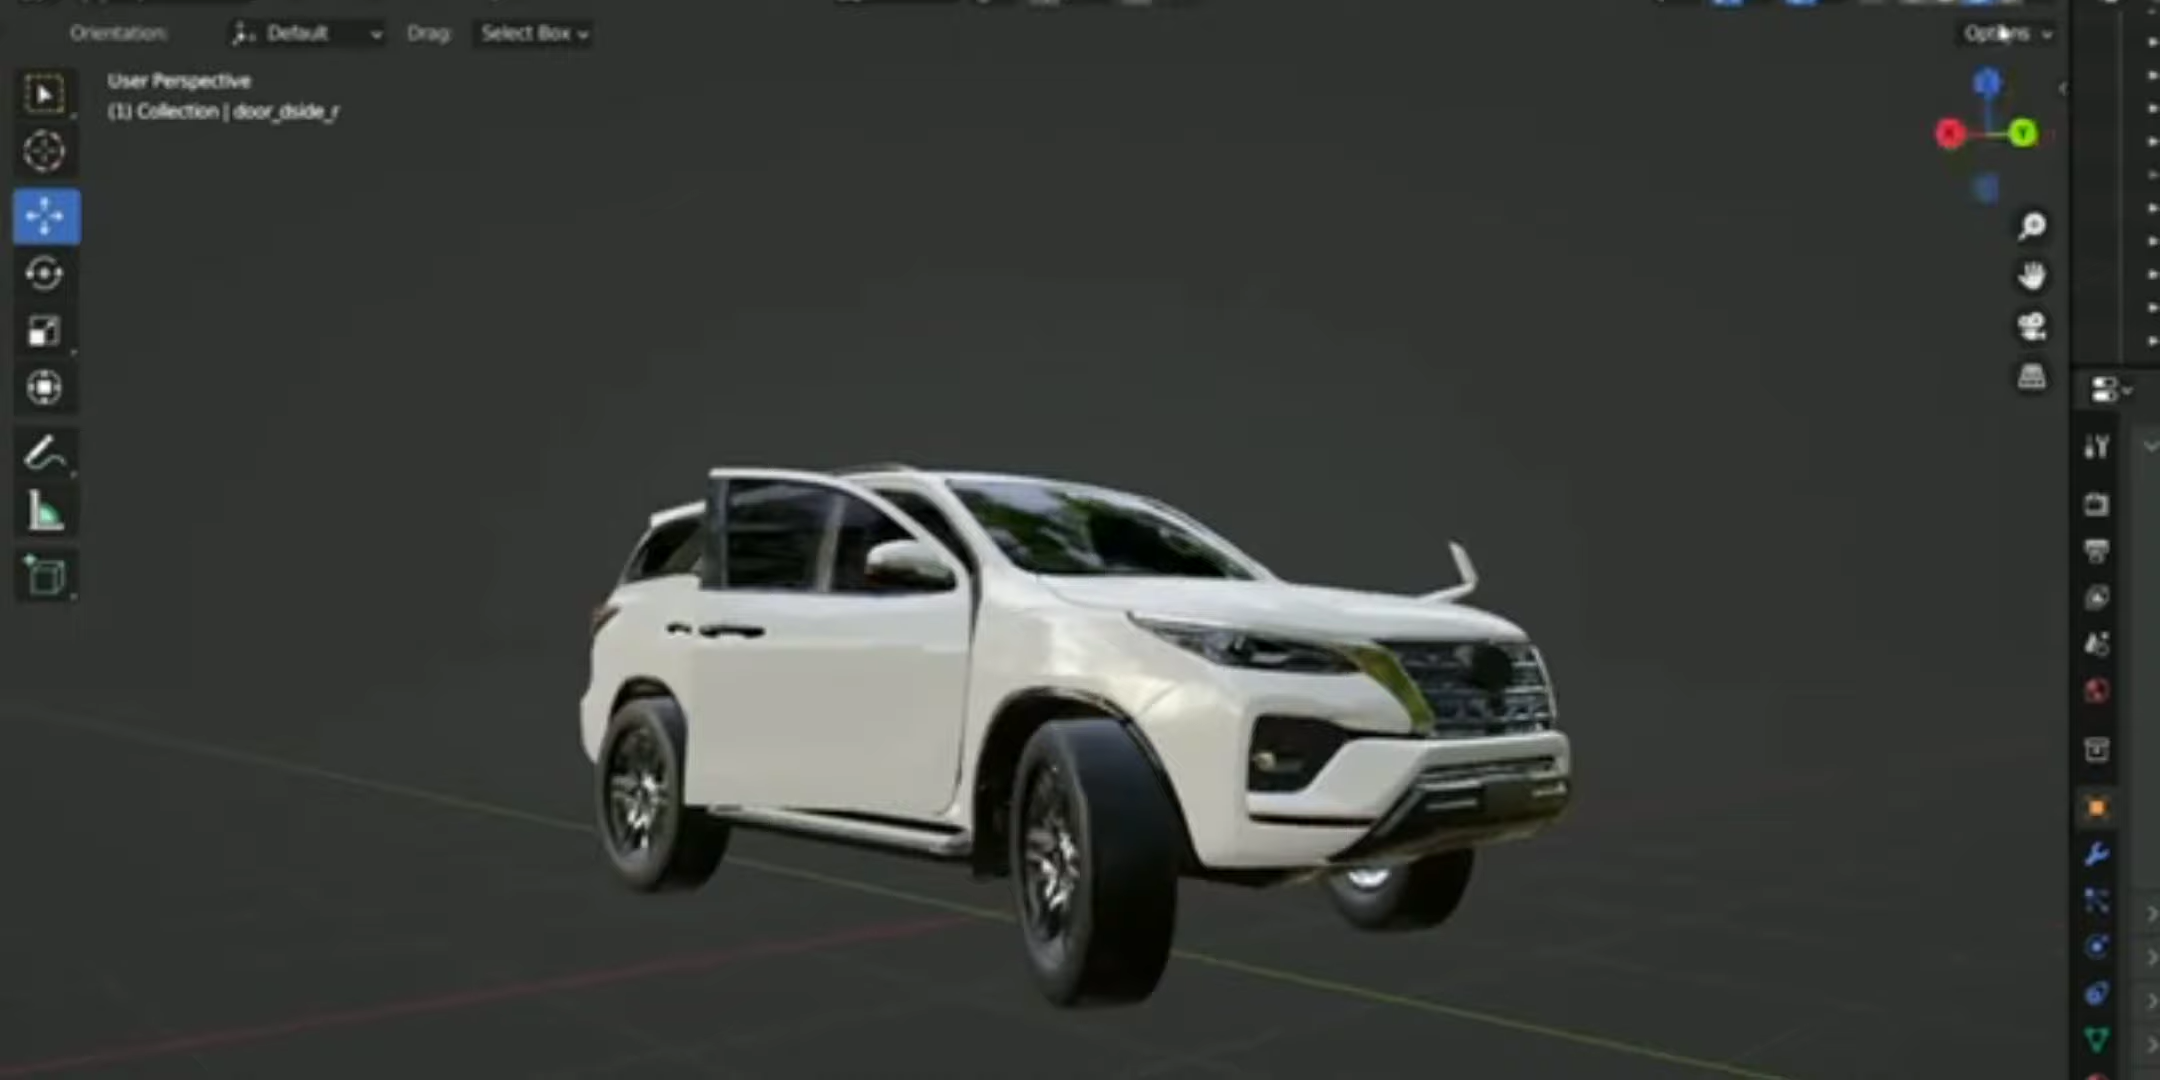 Orientation: Default Drag: Select Box Options
User Perspective
(1) Collection | door_dside_r
X Y